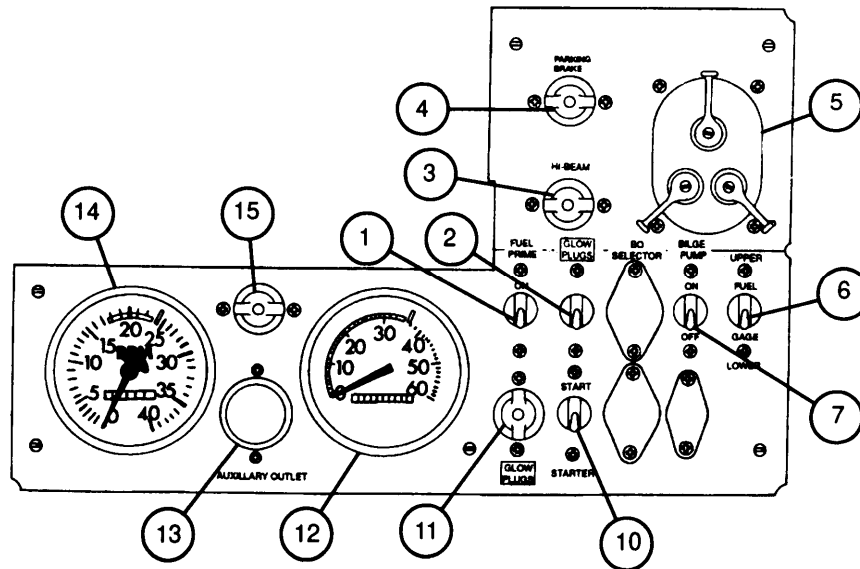 PARKING
BRAKE
4
5
3
HI-BEAM
14
15
1
2
FUEL
PRIME
GLOW
PLUGS
BO
SELECTOR
BILGE
PUMP
UPPER
ON
ON
FUEL
6
OFF
GAGE
LOWER
5
10
15
20
25
30
35
40
0
0
10
20
30
40
50
60
START
7
AUXILLARY OUTLET
GLOW
PLUGS
STARTER
13
12
11
10